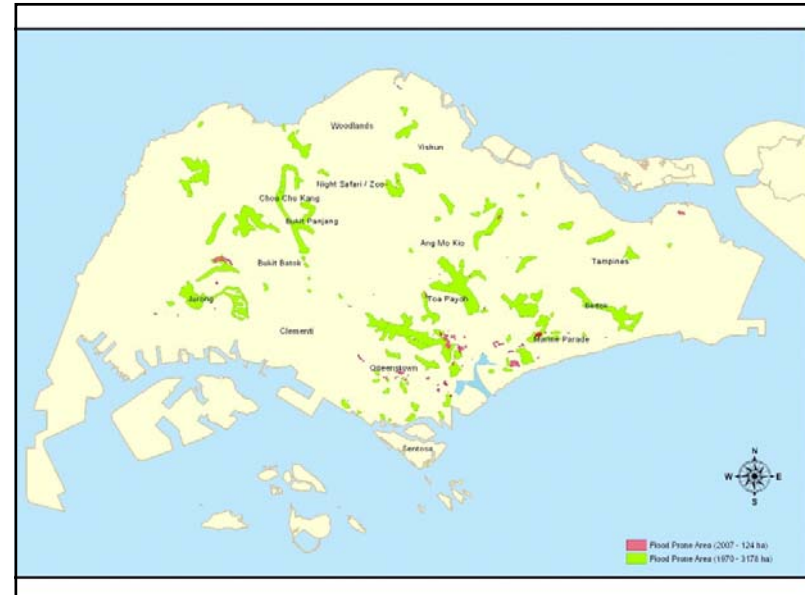 Woodlands
Yishun
Night Safari / Zoo
Choa Chu Kang
Bukit Panjang
Ang Mo Kio
Bukit Batok
Tampines
Jurong
Toa Payoh
Bedok
Clementi
Marine Parade
Queenstown
Sentosa
N
W E
S
Flood Prone Area (2007 - 124 ha)
Flood Prone Area (1970 - 3178 ha)